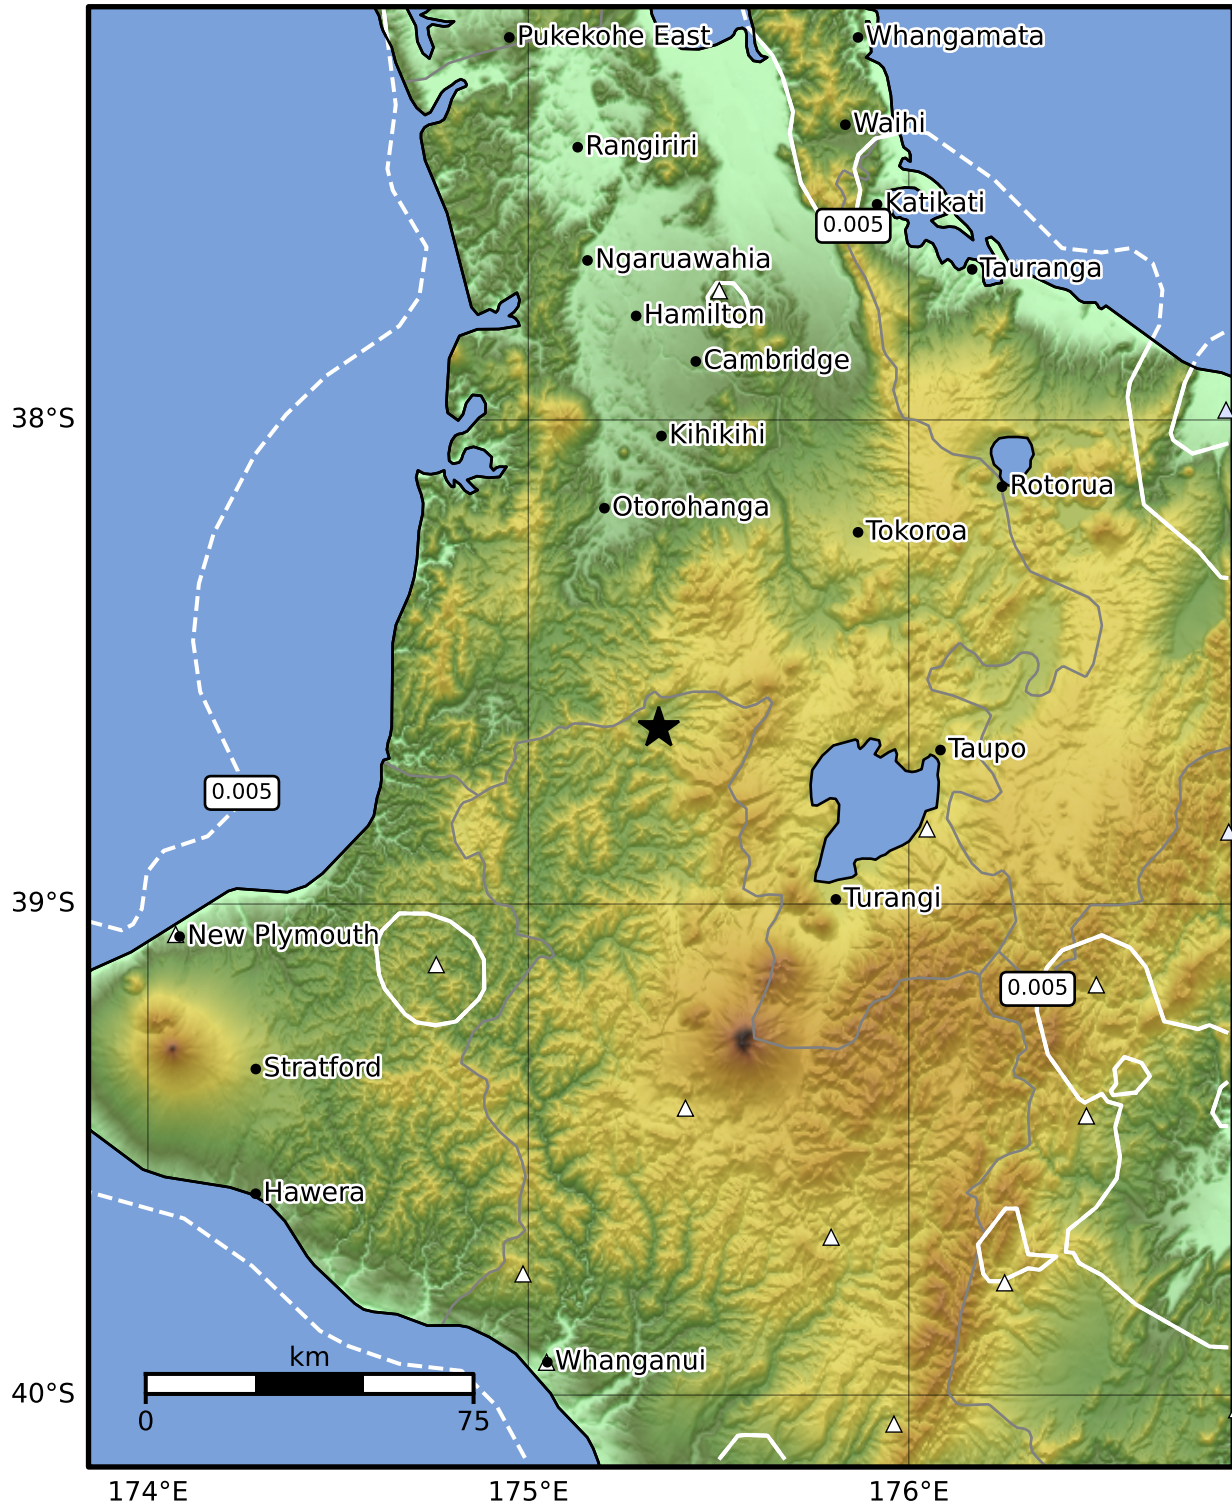 Pukekohe East
Whangamata
Waihi
Rangiriri
Katikati
0.005
Ngaruawahia
Tauranga
Hamilton
Cambridge
38°S
Kihikihi
Rotorua
Otorohanga
Tokoroa
Taupo
0.005
39°S
Turangi
New Plymouth
0.005
Stratford
Hawera
km
Whanganui
40°S
0
75
174°E
175°E
176°E